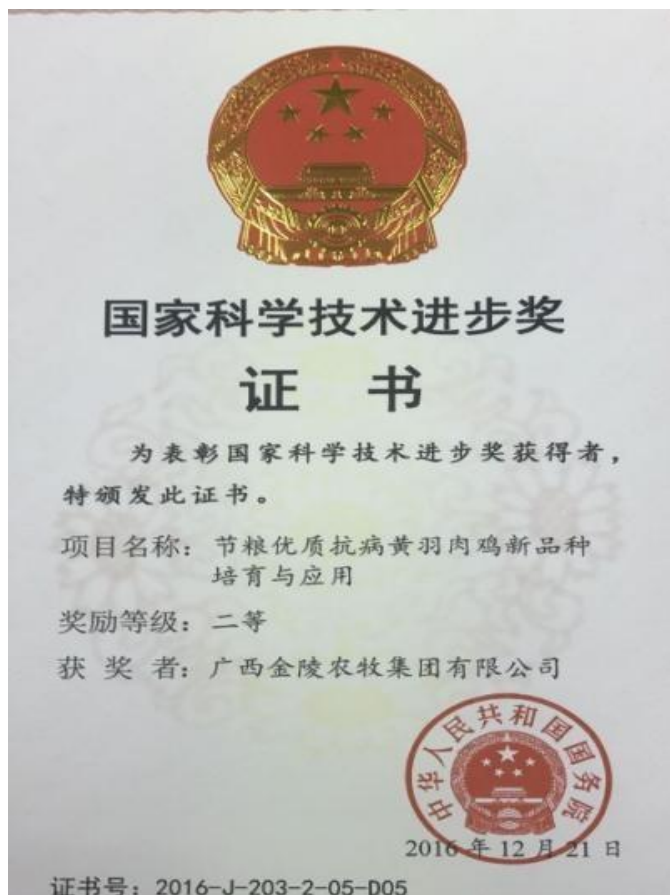 国家科学技术进步奖
证 书
为表彰国家科学技术进步奖获得者，
特颁发此证书。
项目名称：节粮优质抗病黄羽肉鸡新品种
培育与应用
奖励等级：二等
获 奖 者：广西金陵农牧集团有限公司
中华人民共和国国务院
2016 年 12 月 21 日
证书号：2016-J-203-2-05-D05